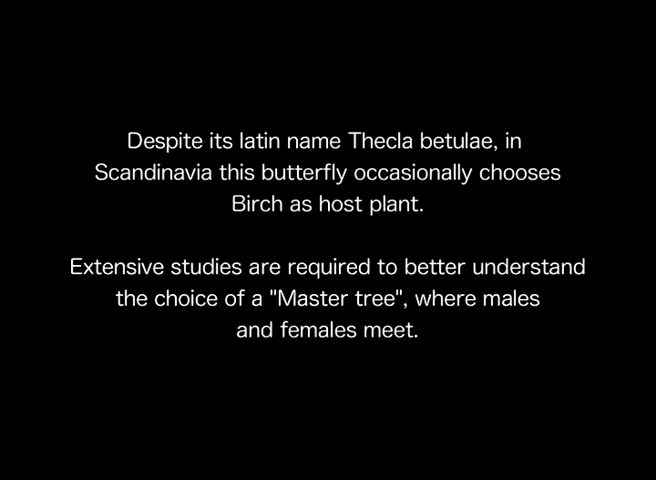 Despite its latin name Thecla betulae, in
Scandinavia this butterfly occasionally chooses
Birch as host plant.
Extensive studies are required to better understand
the choice of a "Master tree", where males
and females meet.